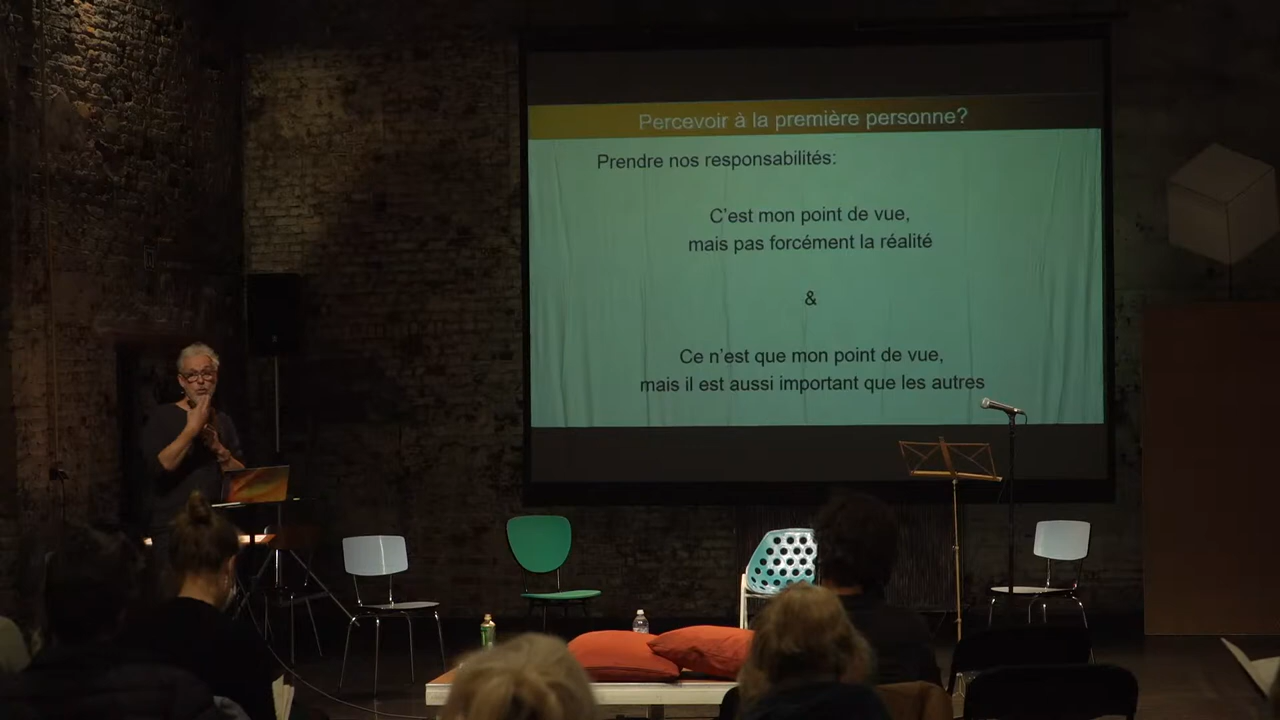 Percevoir à la première personne?
Prendre nos responsabilités:
C'est mon point de vue,
mais pas forcément la réalité
&
Ce n'est que mon point de vue,
mais il est aussi important que les autres